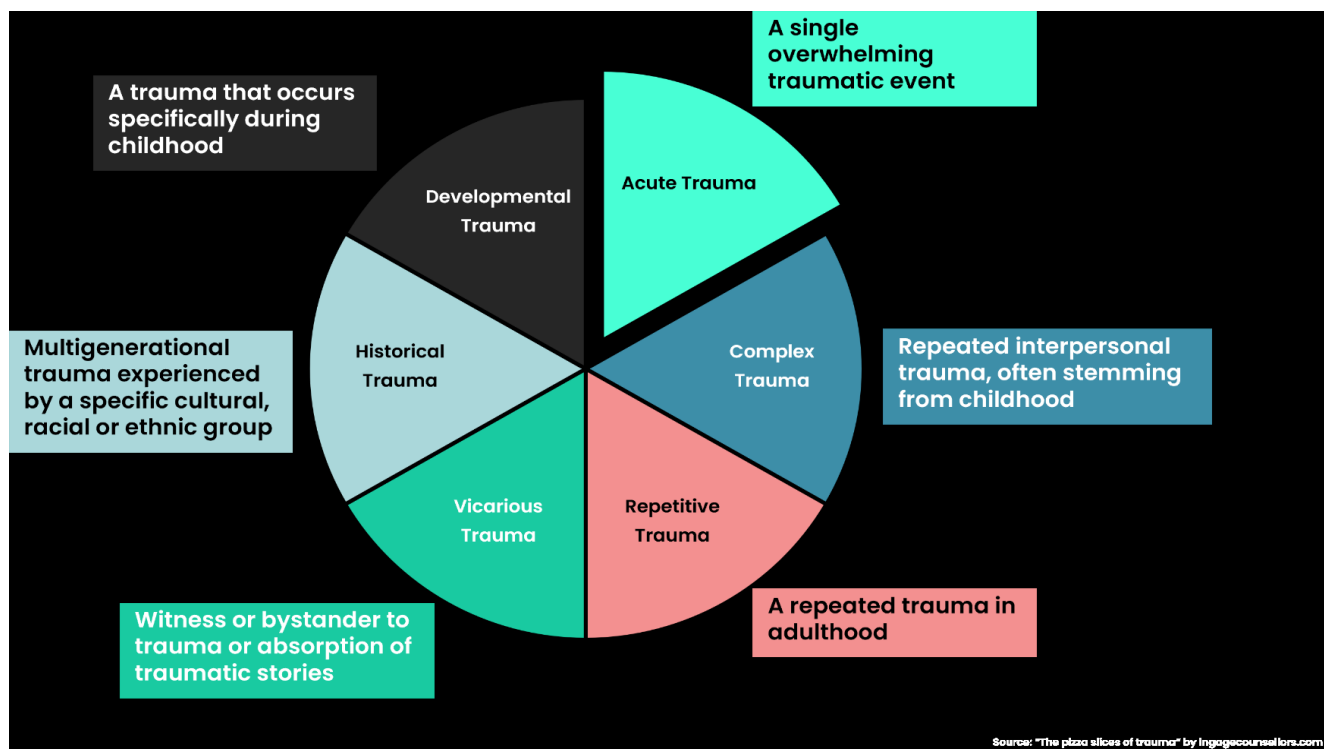 A single
overwhelming
traumatic event
A trauma that occurs
specifically during
childhood
Acute Trauma
Developmental
Trauma
Multigenerational
trauma experienced
by a specific cultural,
racial or ethnic group
Historical
Trauma
Complex
Trauma
Repeated interpersonal
trauma, often stemming
from childhood
Vicarious
Trauma
Repetitive
Trauma
Witness or bystander to
trauma or absorption of
traumatic stories
A repeated trauma in
adulthood
Source: "The pizza slices of trauma" by ingagecounsellors.com